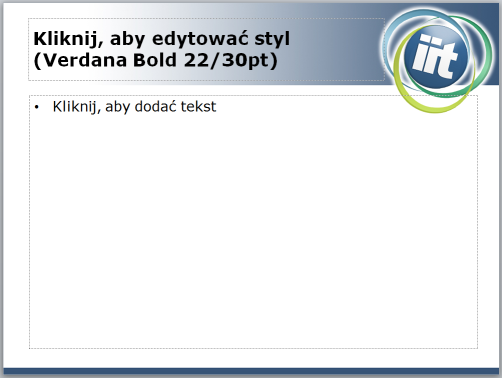 Kliknij, aby edytować styl
(Verdana Bold 22/30pt)
iit
• Kliknij, aby dodać tekst